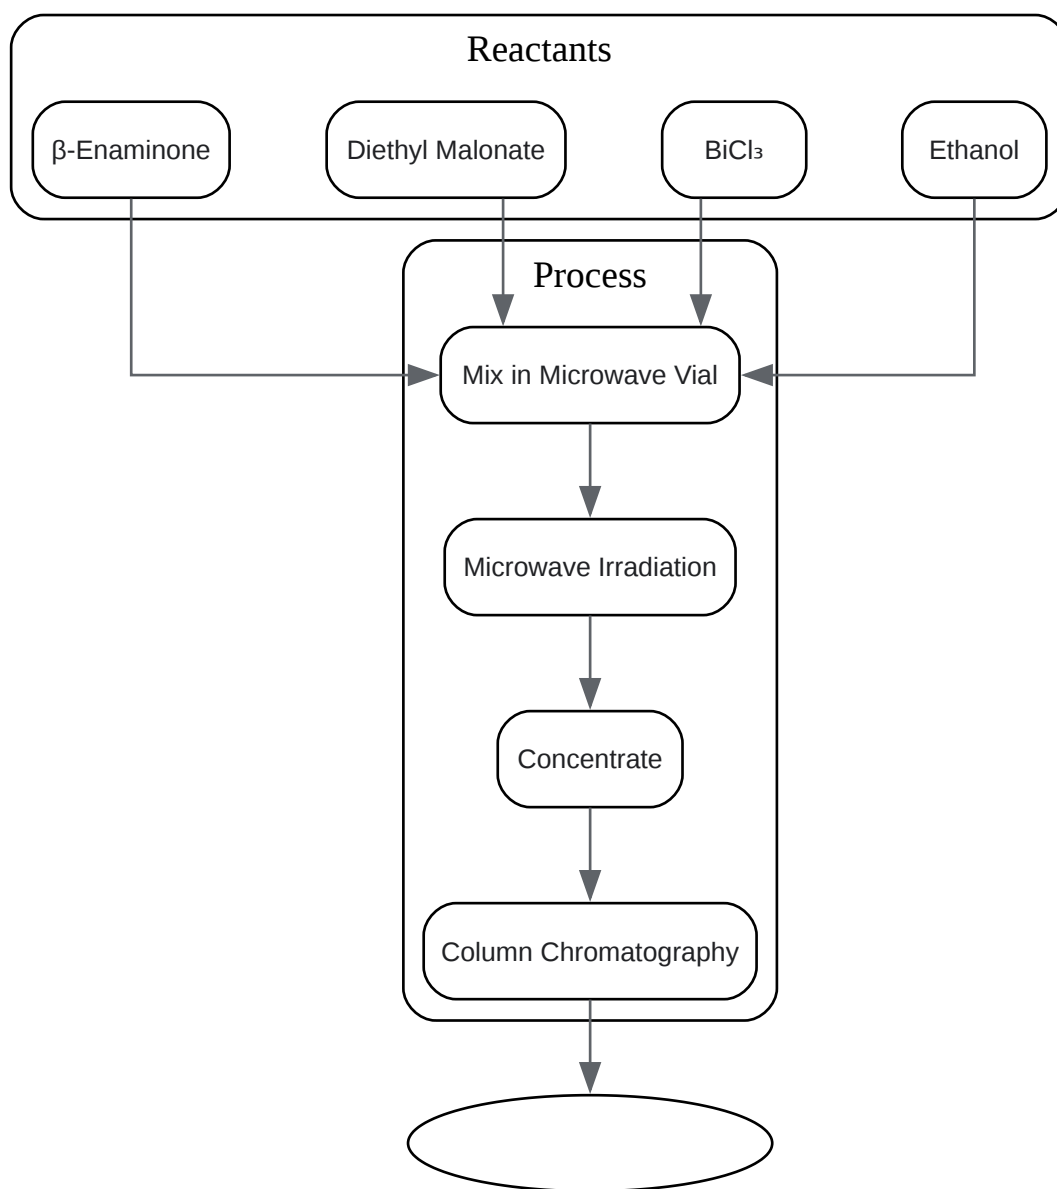 Reactants
β-Enaminone
Diethyl Malonate
BiCl₃
Ethanol
Process
Mix in Microwave Vial
Microwave Irradiation
Concentrate
Column Chromatography